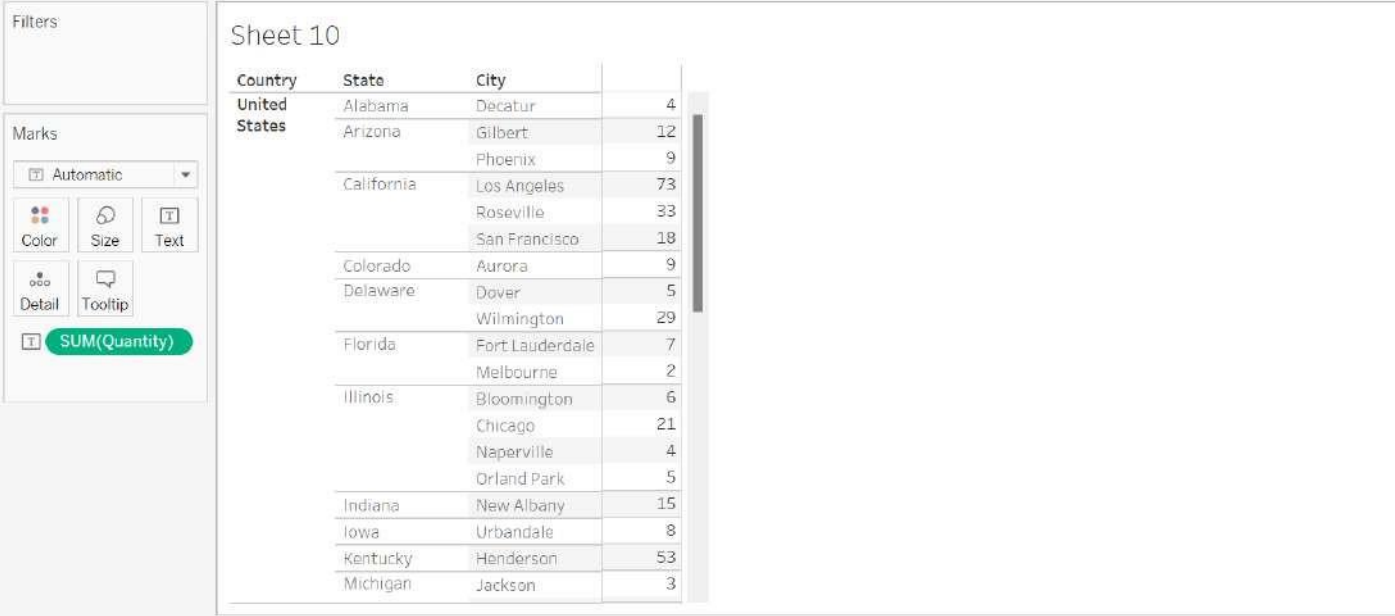 Filters
Marks
Automatic
Color Size Text
Detail Tooltip
SUM(Quantity)
Sheet 10
Country State City
United States Alabama Decatur 4
Arizona Gilbert 12
Phoenix 9
California Los Angeles 73
Roseville 33
San Francisco 18
Colorado Aurora 9
Delaware Dover 5
Wilmington 29
Florida Fort Lauderdale 7
Melbourne 2
Illinois Bloomington 6
Chicago 21
Naperville 4
Orland Park 5
Indiana New Albany 15
Iowa Urbandale 8
Kentucky Henderson 53
Michigan Jackson 3